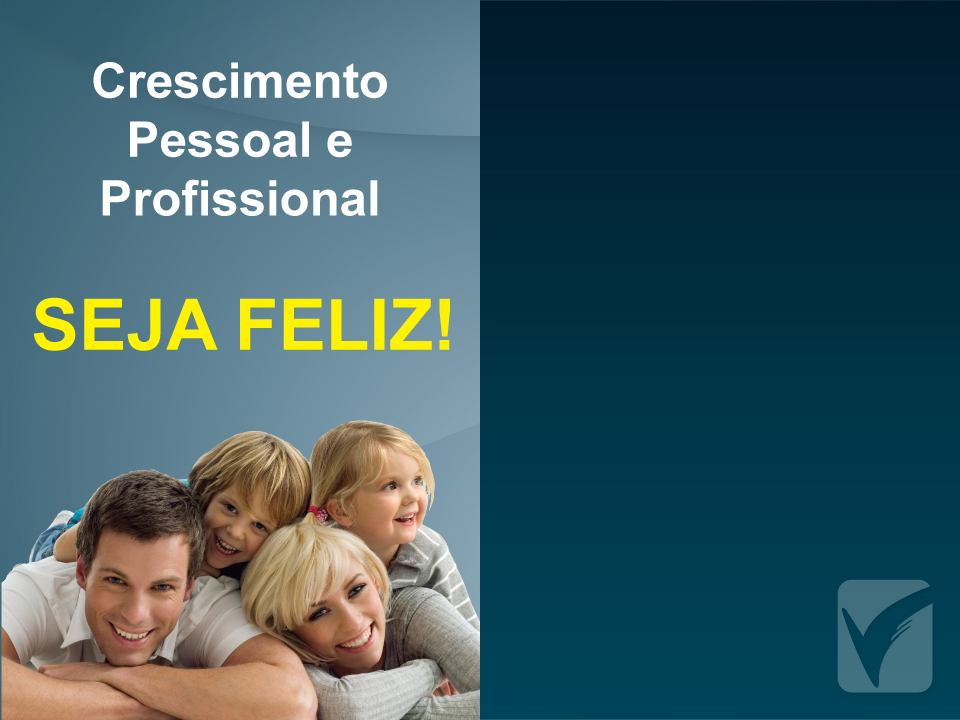 Crescimento
Pessoal e
Profissional
SEJA FELIZ!